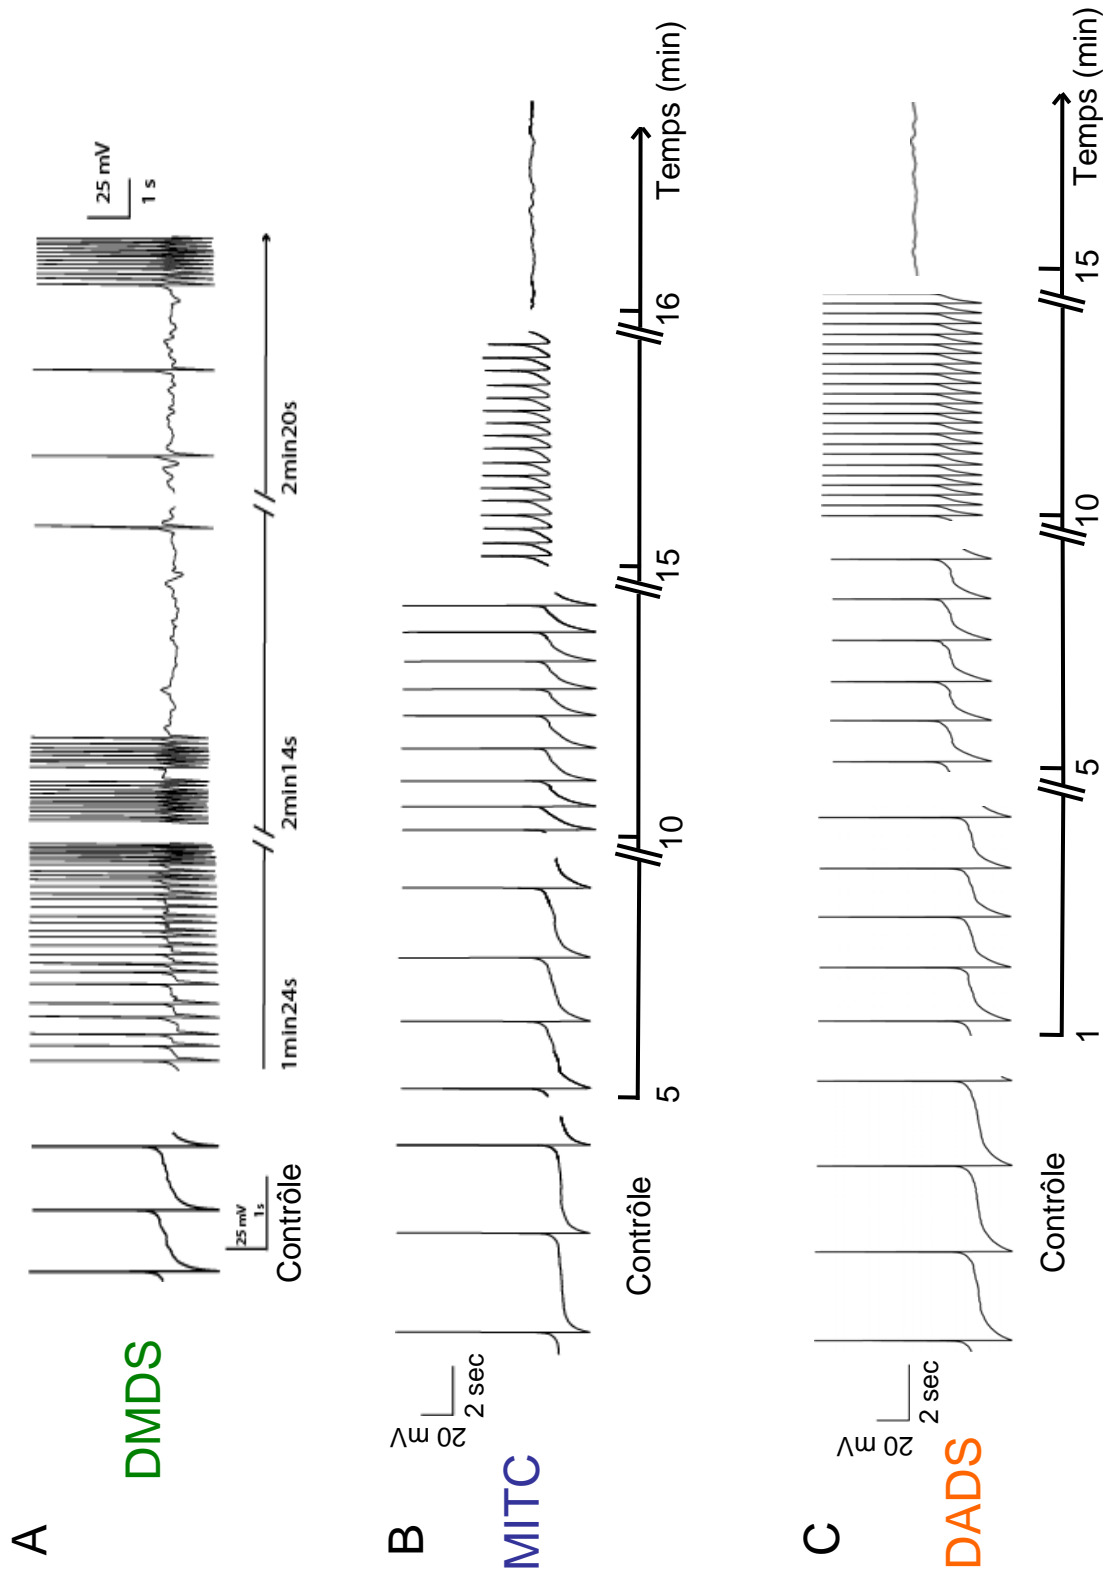 A
DMDS
25 mV
1s
Contrôle
1min24s
2min14s
2min20s
25 mV
1 s
B
MITC
20 mV
2 sec
Contrôle
5
10
15
16
Temps (min)
C
DADS
20 mV
2 sec
Contrôle
1
5
10
15
Temps (min)